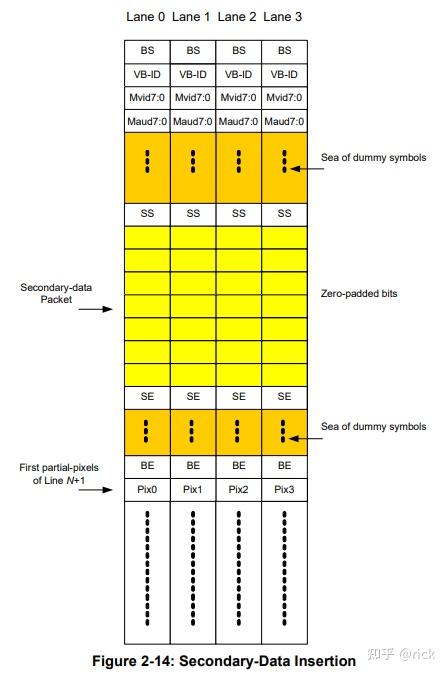 Lane 0 Lane 1 Lane 2 Lane 3
BS BS BS BS
VB-ID VB-ID VB-ID VB-ID
Mvid7:0 Mvid7:0 Mvid7:0 Mvid7:0
Maud7:0 Maud7:0 Maud7:0 Maud7:0
Sea of dummy symbols
SS SS SS SS
Secondary-data
Packet
Zero-padded bits
SE SE SE SE
Sea of dummy symbols
BE BE BE BE
First partial-pixels
of Line N+1
Pix0 Pix1 Pix2 Pix3
知乎 @rick
Figure 2-14: Secondary-Data Insertion